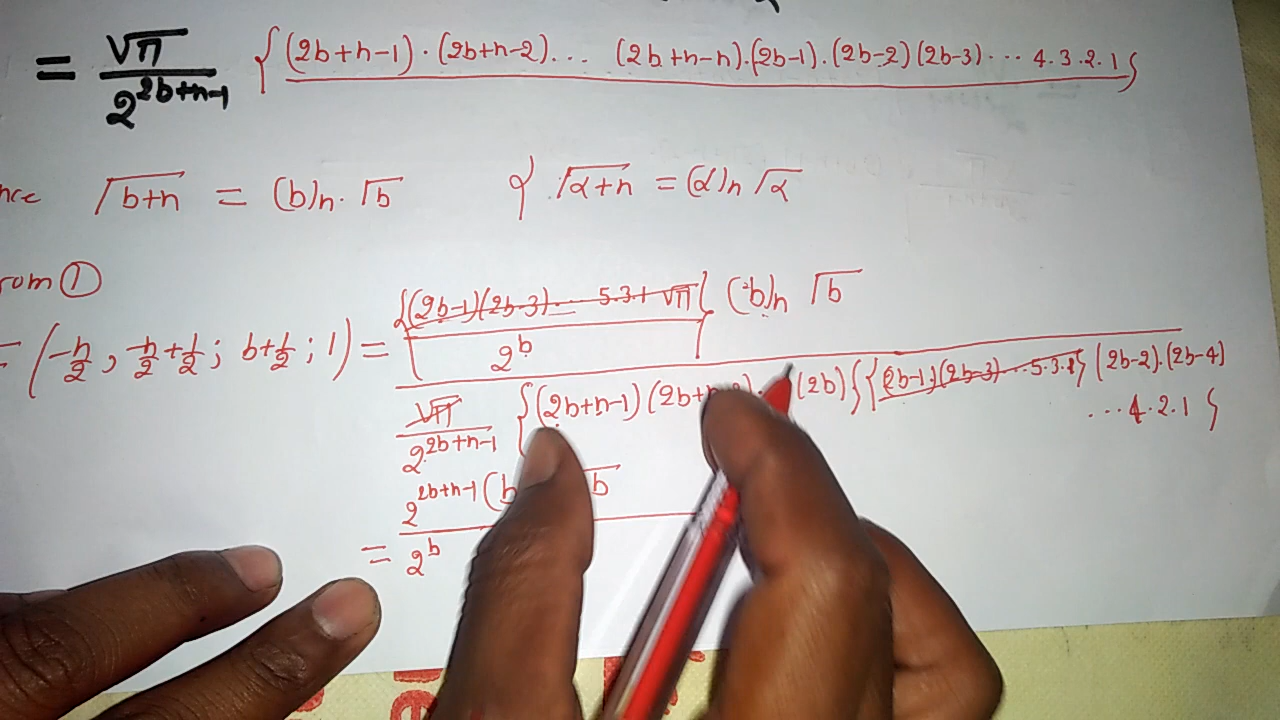 = √π / 2^{2b+n-1} {(2b+n-1)·(2b+n-2)... (2b+n-n)·(2b-1)·(2b-2)(2b-3)··· 4·3·2·1}
nce Γb+n = (b)n · Γb { Γα+n = (α)n Γα
rom ①
(-n/2, -n/2+1/2; b+1/2; 1) = {(2b-1)(2b-3)··· 5·3·1 √π} / 2^b (b)n Γb
√π / 2^{2b+n-1} {(2b+n-1)(2b+ (2b)} {(2b-1)(2b-3)···5·3·1} (2b-2)·(2b-4)
···4·2·1}
2^{2b+n-1} (b b
= 2^b